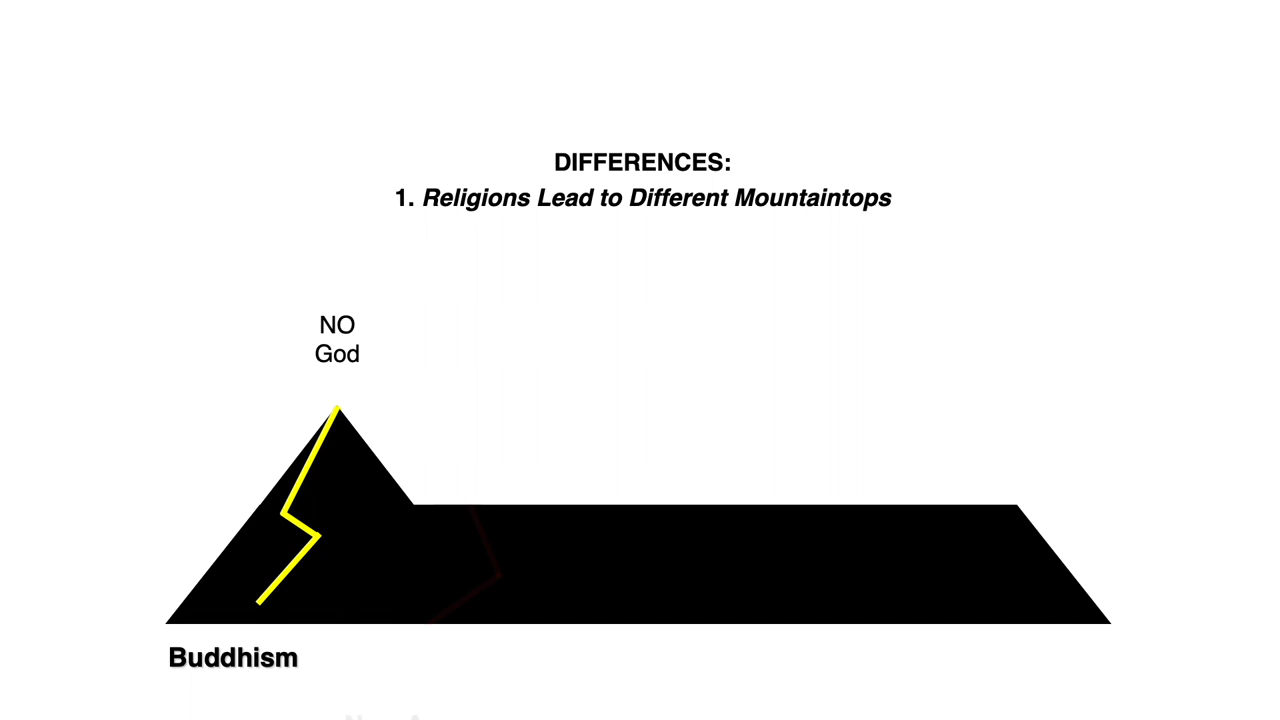 DIFFERENCES:
1. Religions Lead to Different Mountaintops
NO
God
Buddhism